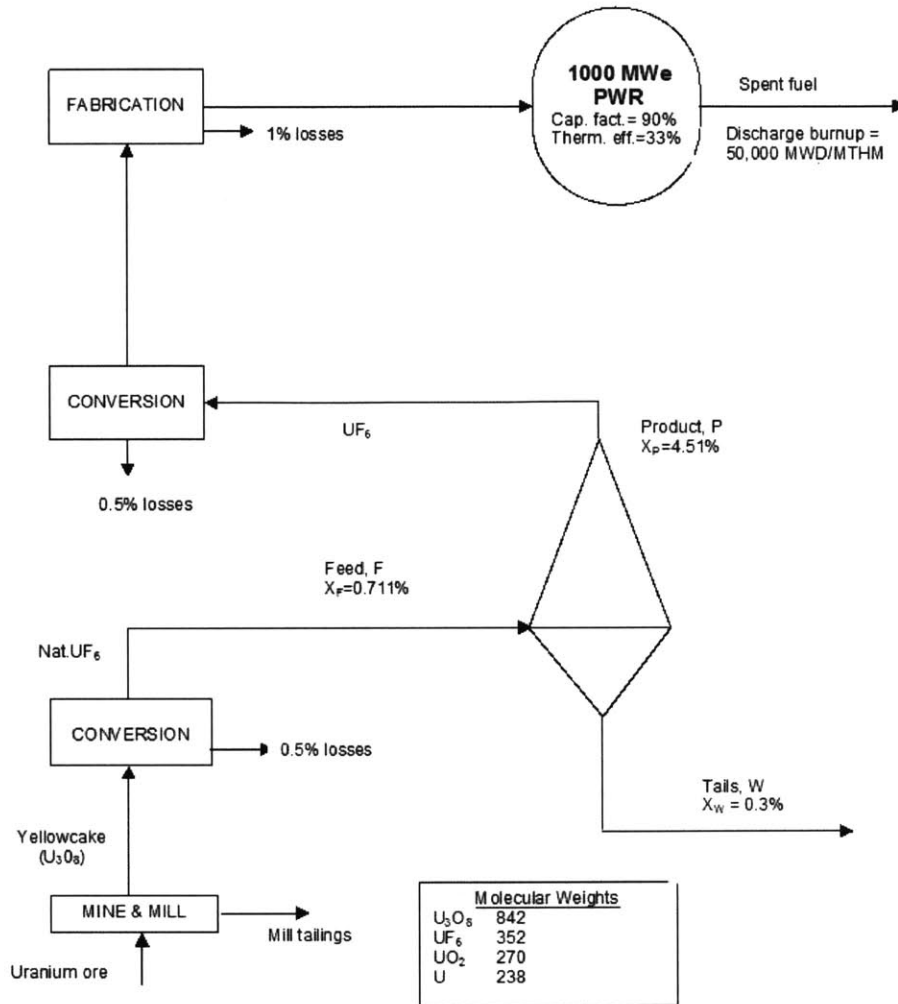 1000 MWe
PWR
Cap. fact.= 90%
Therm. eff.=33%
FABRICATION
1% losses
Spent fuel
Discharge burnup =
50,000 MWD/MTHM
CONVERSION
0.5% losses
UF₆
Product, P
X_P=4.51%
Feed, F
X_F=0.711%
Nat.UF₆
CONVERSION
0.5% losses
Tails, W
X_W = 0.3%
Yellowcake
(U₃0₈)
MINE & MILL
Mill tailings
Uranium ore
Molecular Weights
U₃O₈ 842
UF₆ 352
UO₂ 270
U 238